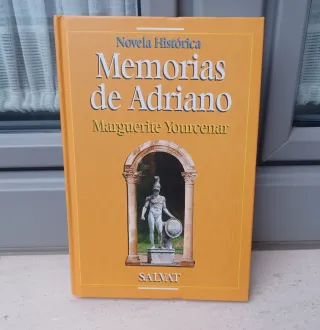 Novela Histórica
Memorias
de Adriano
Marguerite Yourcenar
SALVAT